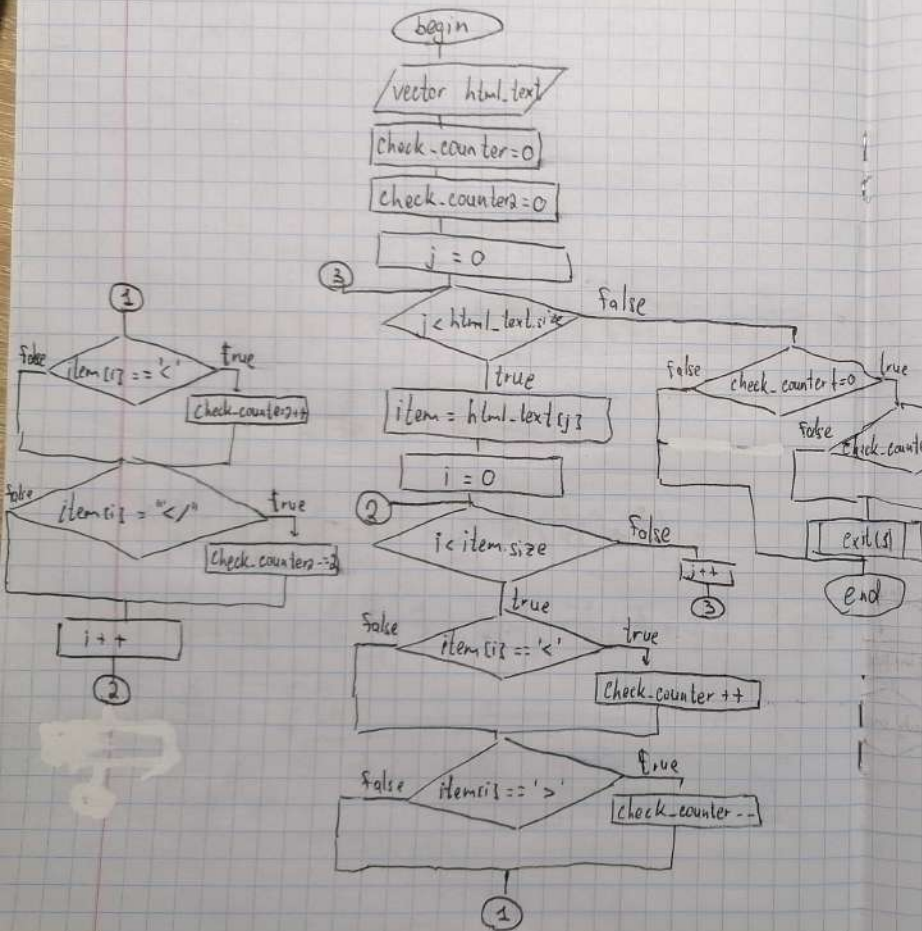 begin
vector html_text
check_counter=0
check_counter2=0
j = 0
3
j < html_text.size
false
true
item = html_text[j]
i = 0
2
i < item.size
false
j++
3
true
item[i] == '<'
false
true
check_counter ++
item[i] == '>'
false
true
check_counter --
1
1
item[i] == '<'
false
true
check_counter2++
item[i] = "</"
false
true
check_counter2-=2
i++
2
check_counter!=0
false
true
false
check_counte
exit(s)
end